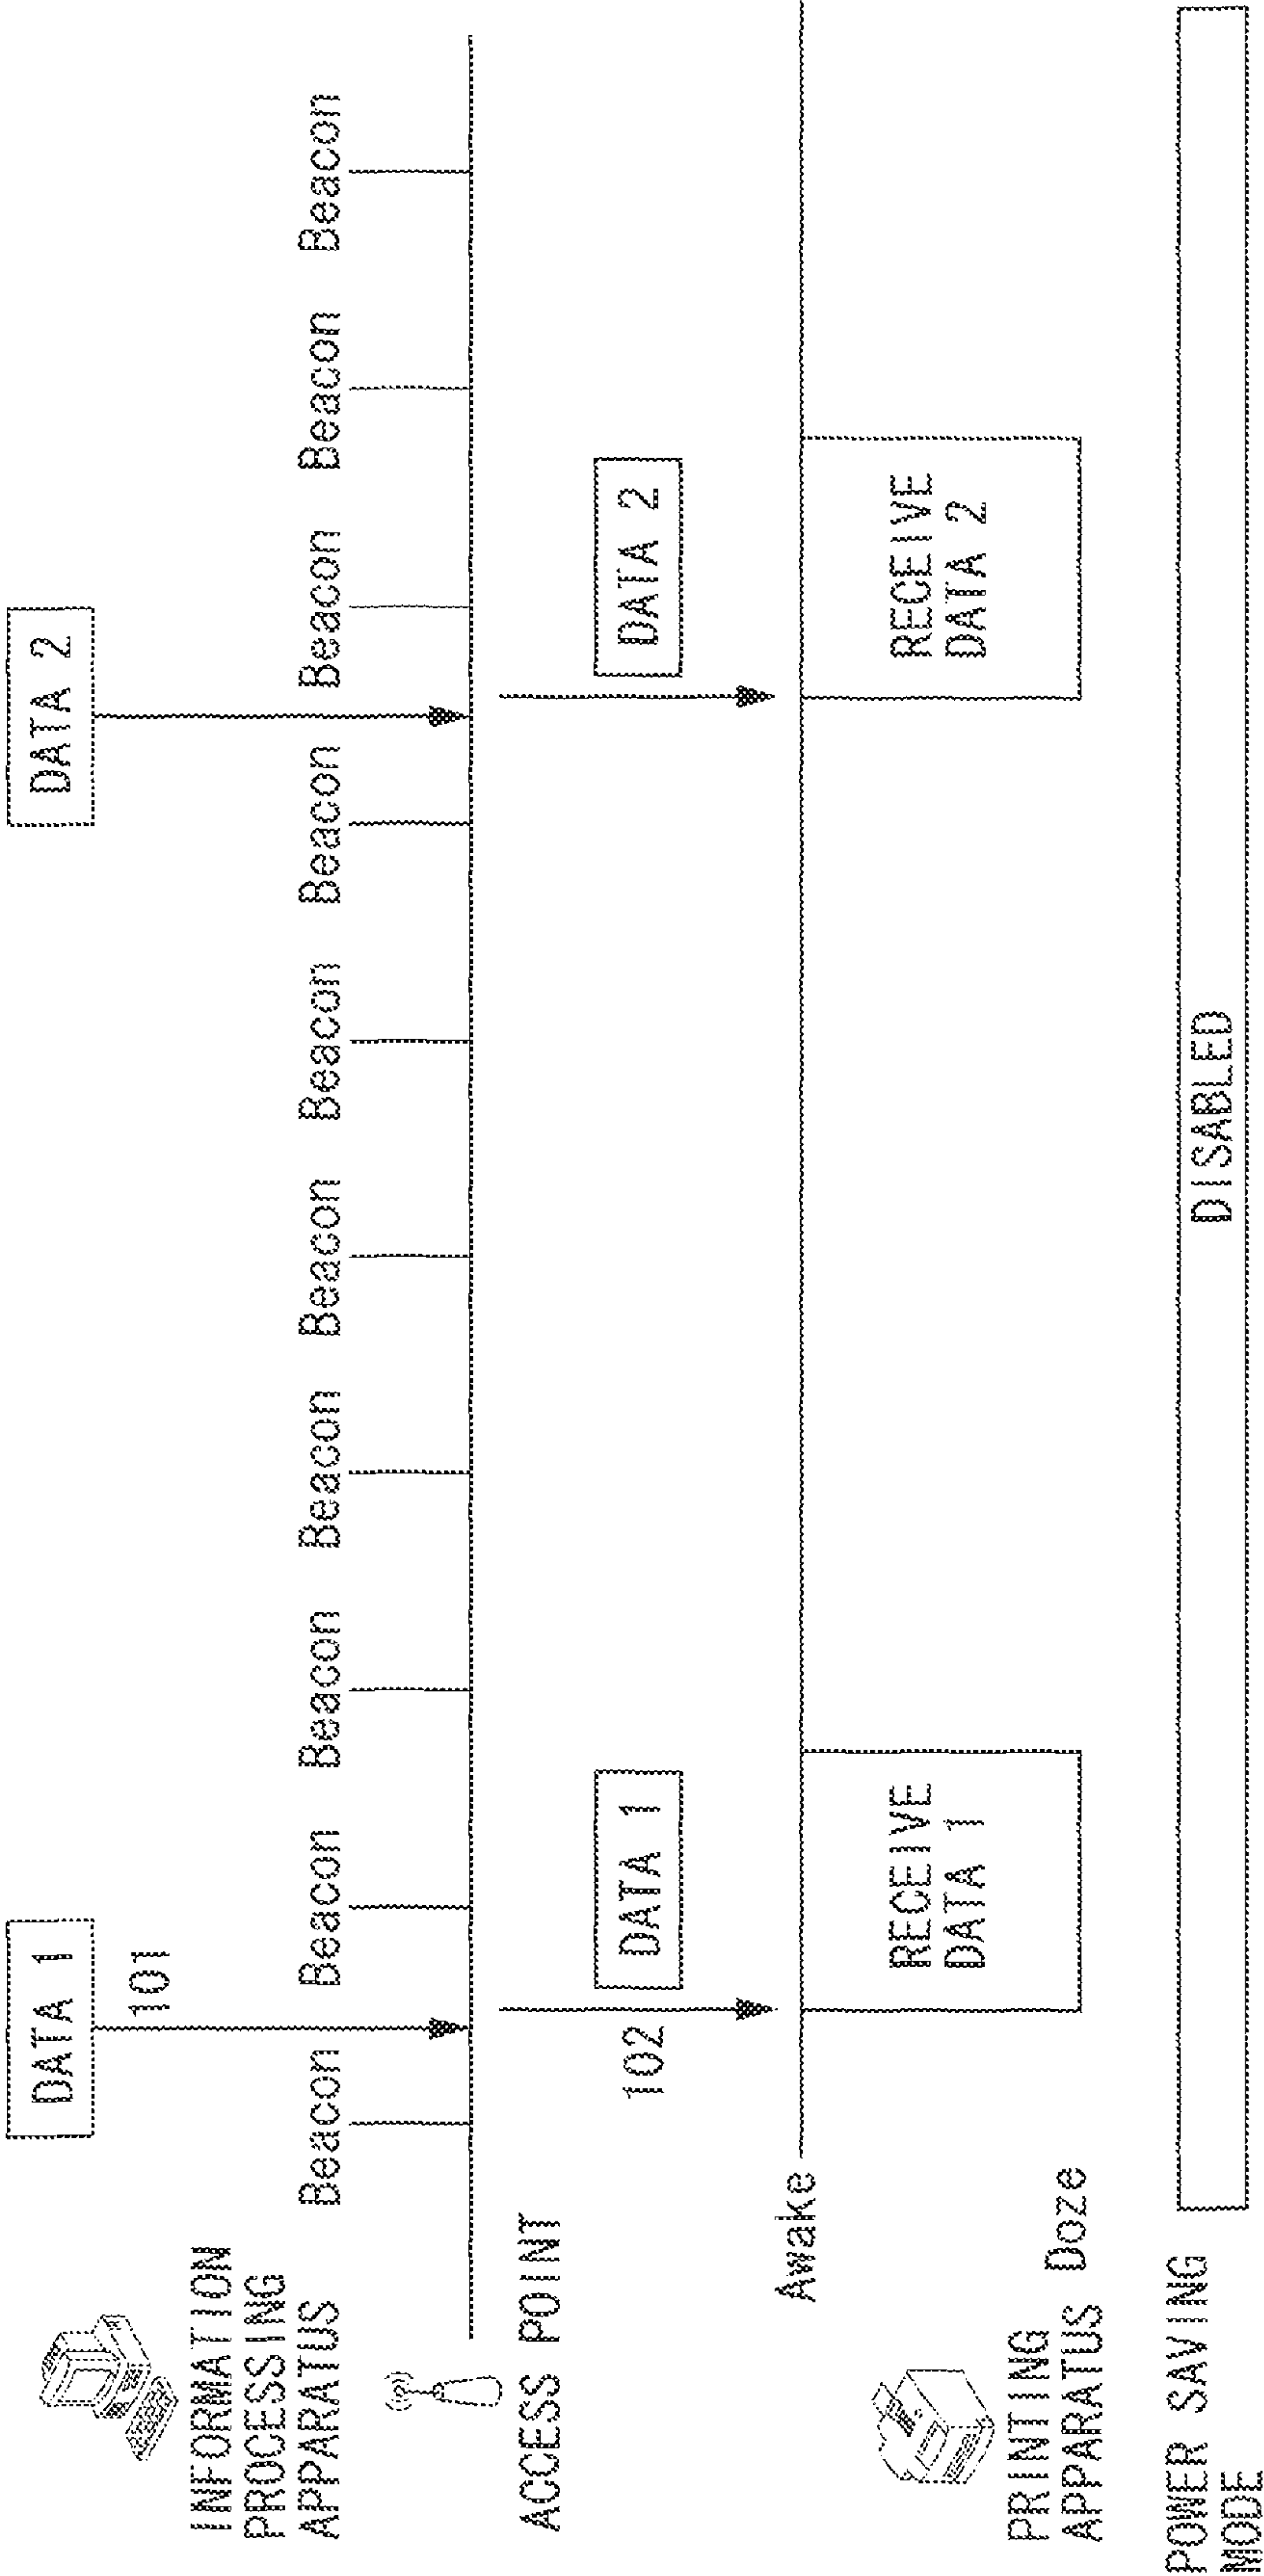 DATA 1
DATA 2
101
INFORMATION
PROCESSING
APPARATUS
Beacon
Beacon
Beacon
Beacon
Beacon
Beacon
Beacon
Beacon
Beacon
Beacon
ACCESS POINT
102
DATA 1
DATA 2
Awake
RECEIVE
DATA 1
RECEIVE
DATA 2
PRINTING
APPARATUS
Doze
POWER SAVING
MODE
DISABLED